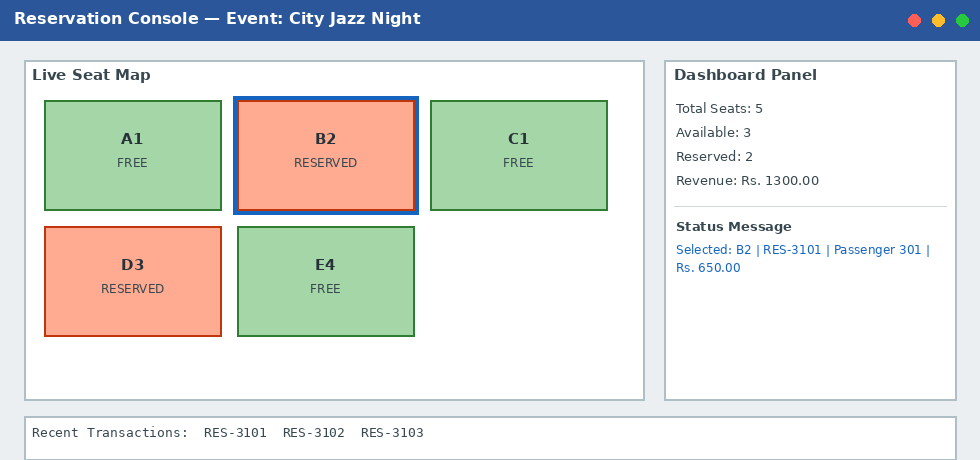 Reservation Console — Event: City Jazz Night
Live Seat Map
A1
FREE
B2
RESERVED
C1
FREE
D3
RESERVED
E4
FREE
Dashboard Panel
Total Seats: 5
Available: 3
Reserved: 2
Revenue: Rs. 1300.00
Status Message
Selected: B2 | RES-3101 | Passenger 301 |
Rs. 650.00
Recent Transactions:  RES-3101  RES-3102  RES-3103